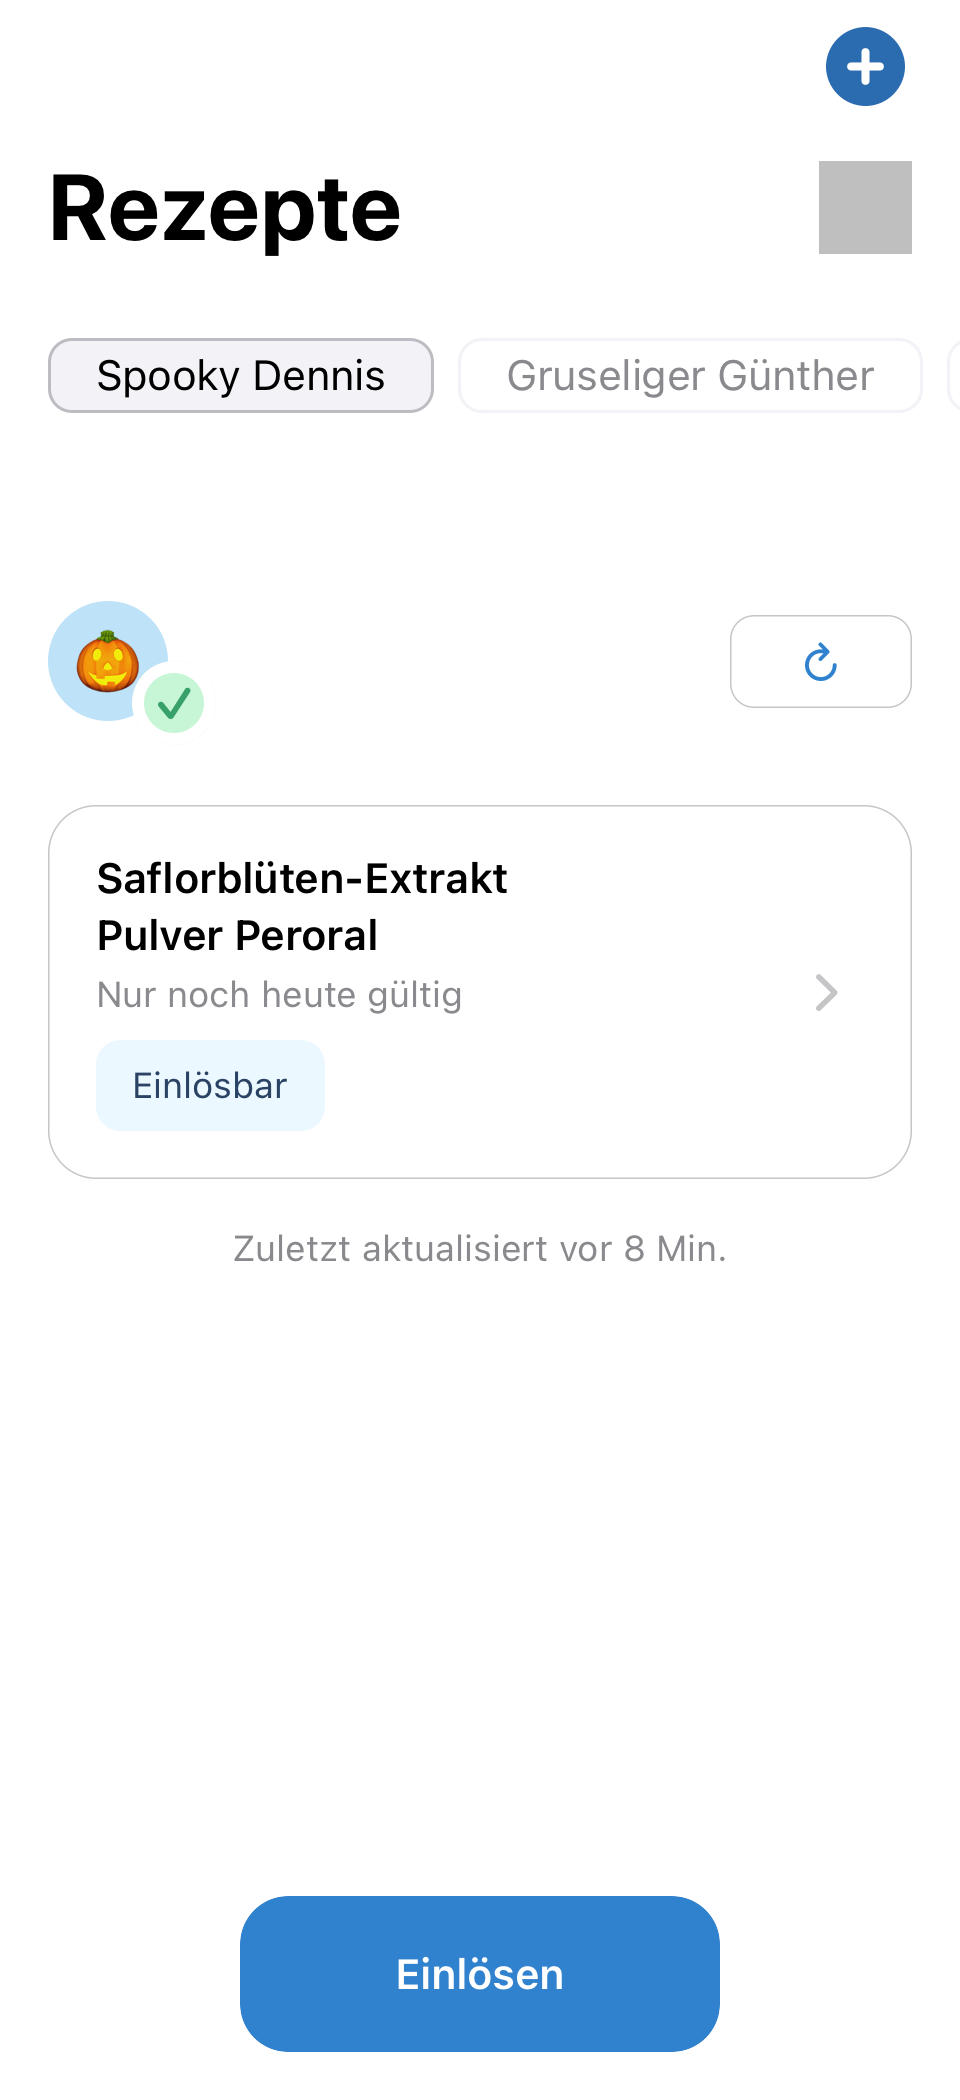 Rezepte
Spooky Dennis
Gruseliger Günther
Saflorblüten-Extrakt
Pulver Peroral
Nur noch heute gültig
Einlösbar
Zuletzt aktualisiert vor 8 Min.
Einlösen